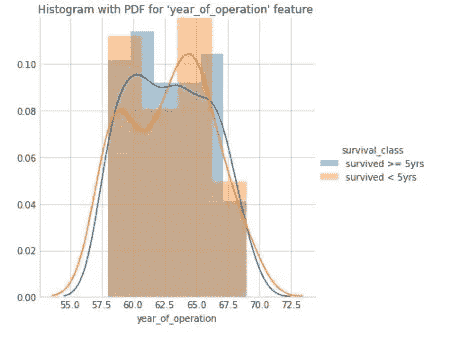 Histogram with PDF for 'year_of_operation' feature
0.10
0.08
0.06
0.04
0.02
0.00
55.0 57.5 60.0 62.5 65.0 67.5 70.0 72.5
year_of_operation
survival_class
survived >= 5yrs
survived < 5yrs